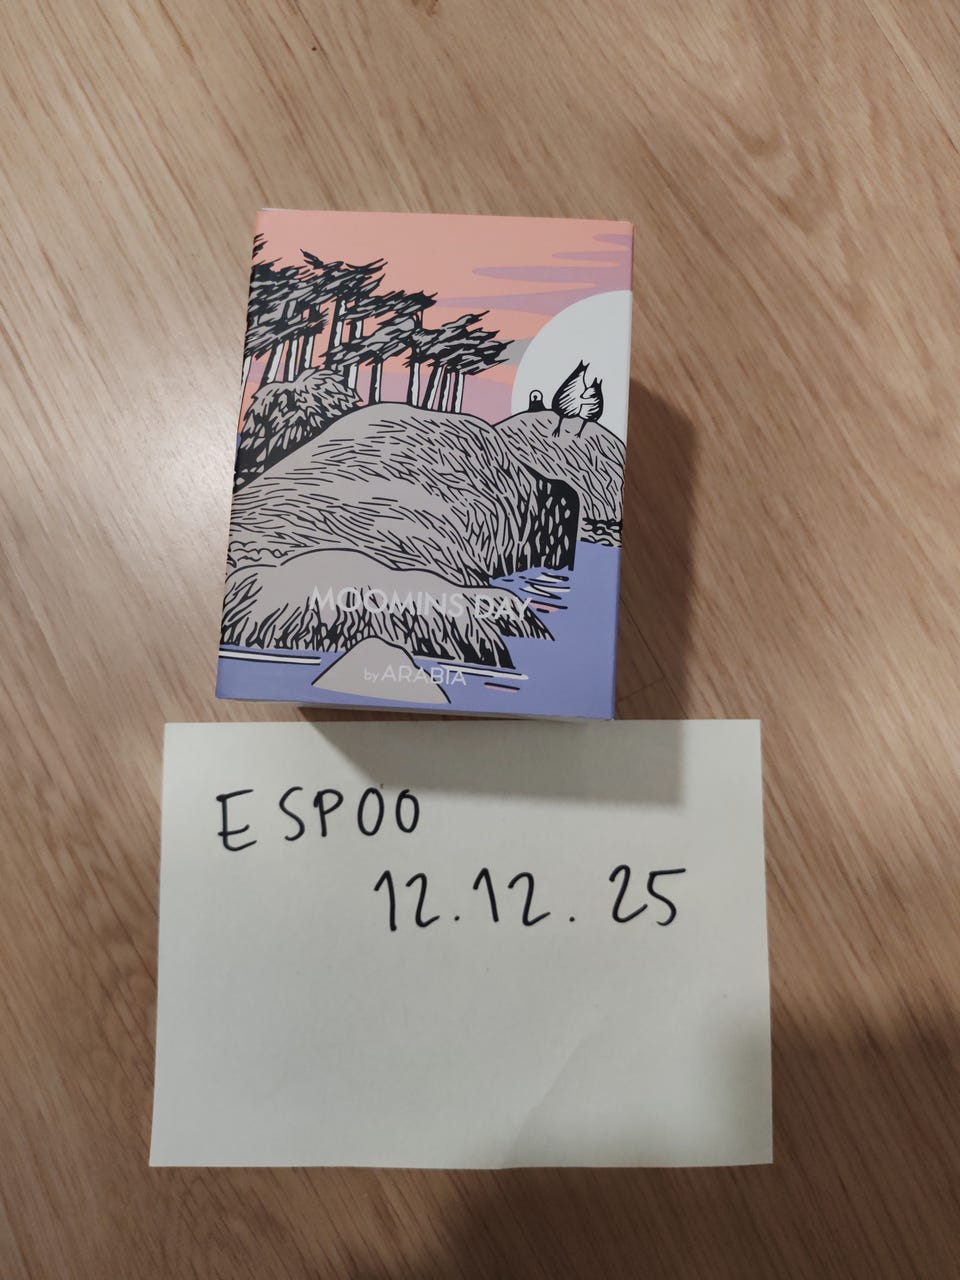 MOOMINS DAY
by ARABIA
ESPOO
12.12.25